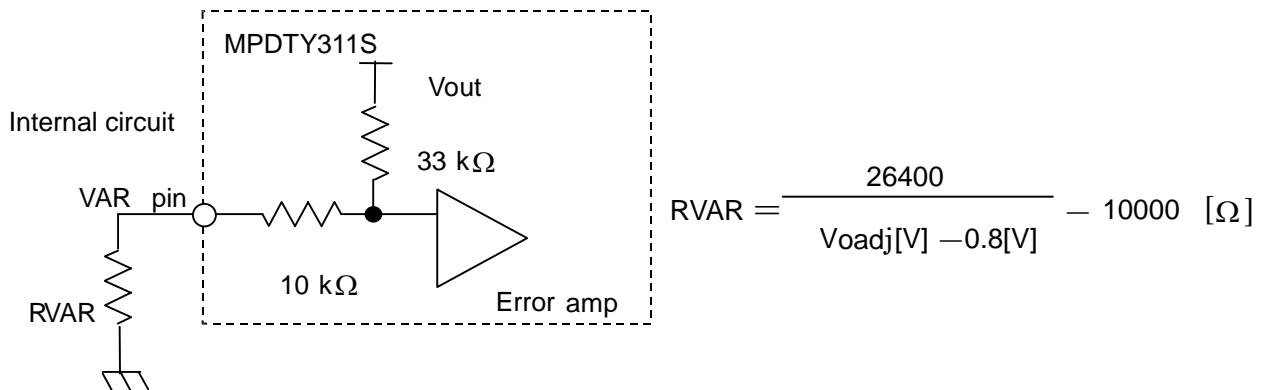 MPDTY311S
Vout
Internal circuit
33 kΩ
VAR pin
10 kΩ
Error amp
RVAR
RVAR = 26400
Voadj[V] −0.8[V]
− 10000 [Ω]